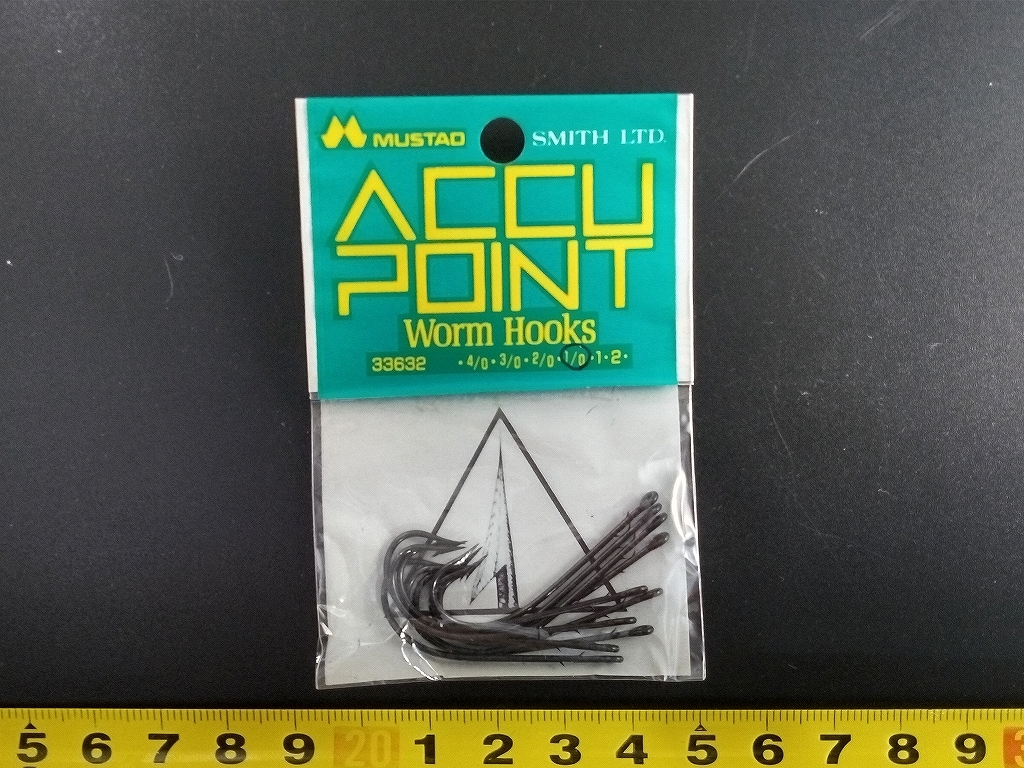 MUSTAD SMITH LTD.
ACCU
POINT
Worm Hooks
33632 •4/0•3/0•2/0•1/0•1•2•
5 6 7 8 9 20 1 2 3 4 5 6 7 8 9 3